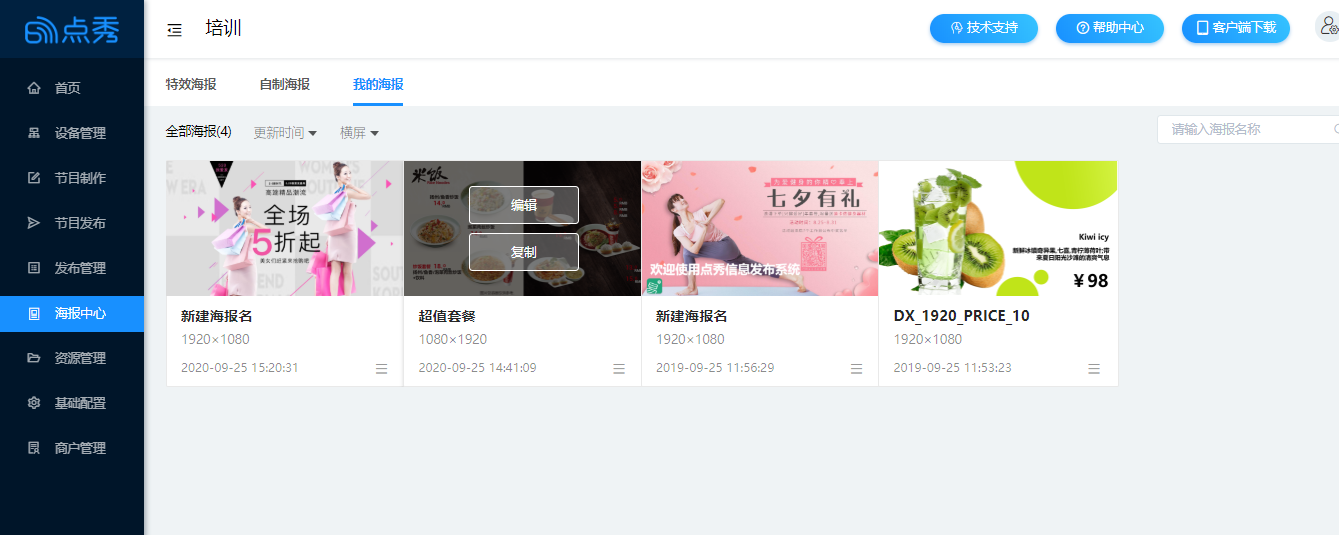 点秀
培训
技术支持
帮助中心
客户端下载
首页
设备管理
节目制作
节目发布
发布管理
海报中心
资源管理
基础配置
商户管理
特效海报
自制海报
我的海报
全部海报(4)
更新时间
横屏
请输入海报名称
全场
5折起
米饭
编辑
复制
七夕有礼
欢迎使用点秀信息发布系统
Kiwi icy
¥98
新建海报名
1920×1080
2020-09-25 15:20:31
超值套餐
1080×1920
2020-09-25 14:41:09
新建海报名
1920×1080
2019-09-25 11:56:29
DX_1920_PRICE_10
1920×1080
2019-09-25 11:53:23